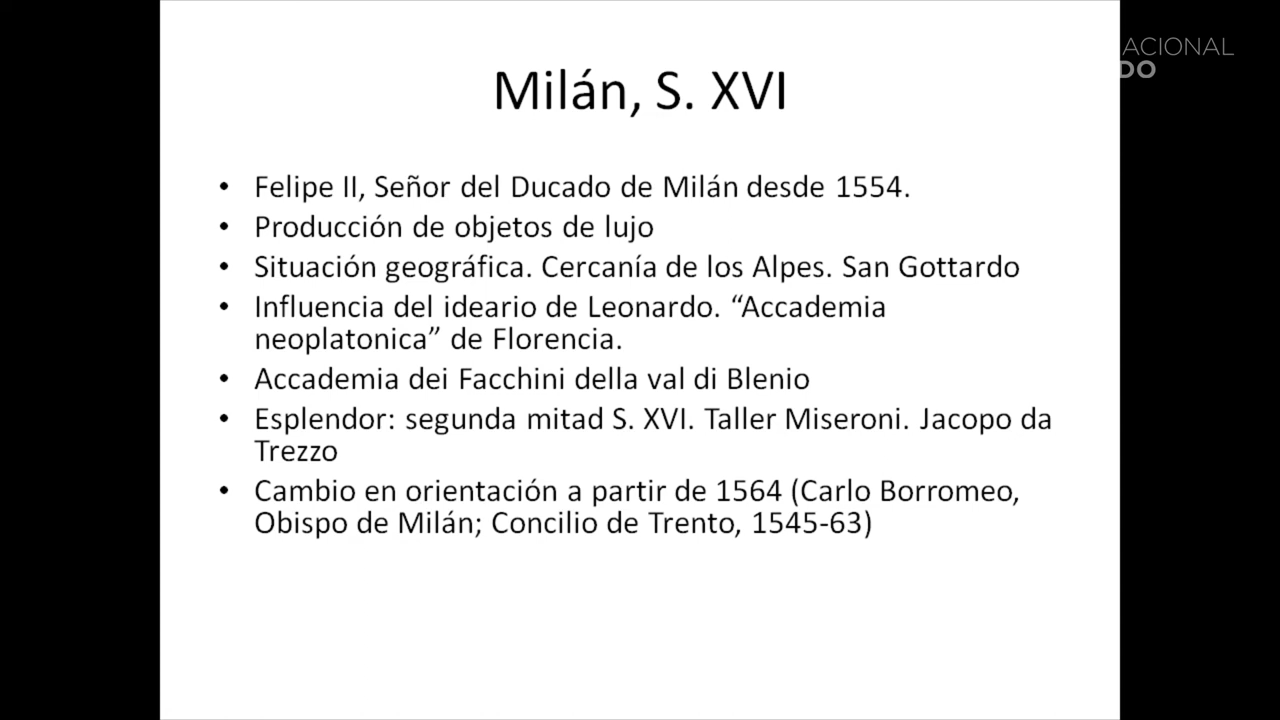 ACIONAL
DO
Milán, S. XVI
• Felipe II, Señor del Ducado de Milán desde 1554.
• Producción de objetos de lujo
• Situación geográfica. Cercanía de los Alpes. San Gottardo
• Influencia del ideario de Leonardo. “Accademia
neoplatonica” de Florencia.
• Accademia dei Facchini della val di Blenio
• Esplendor: segunda mitad S. XVI. Taller Miseroni. Jacopo da
Trezzo
• Cambio en orientación a partir de 1564 (Carlo Borromeo,
Obispo de Milán; Concilio de Trento, 1545-63)